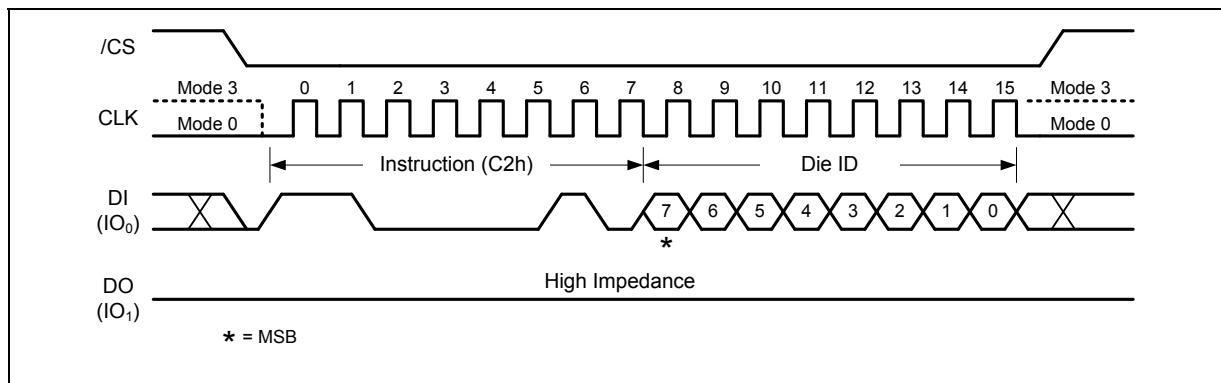 /CS
Mode 3 0 1 2 3 4 5 6 7 8 9 10 11 12 13 14 15 Mode 3
CLK
Mode 0 Mode 0
Instruction (C2h) Die ID
DI
(IO₀)
7 6 5 4 3 2 1 0
*
High Impedance
DO
(IO₁)
* = MSB